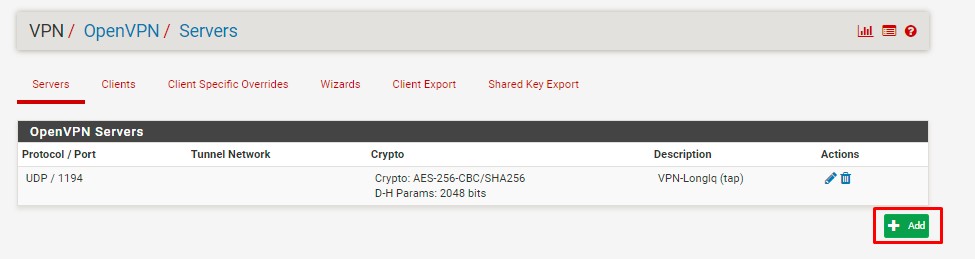 VPN / OpenVPN / Servers
Servers Clients Client Specific Overrides Wizards Client Export Shared Key Export
OpenVPN Servers
Protocol / Port Tunnel Network Crypto Description Actions
UDP / 1194 Crypto: AES-256-CBC/SHA256 VPN-Longlq (tap)
D-H Params: 2048 bits
Add